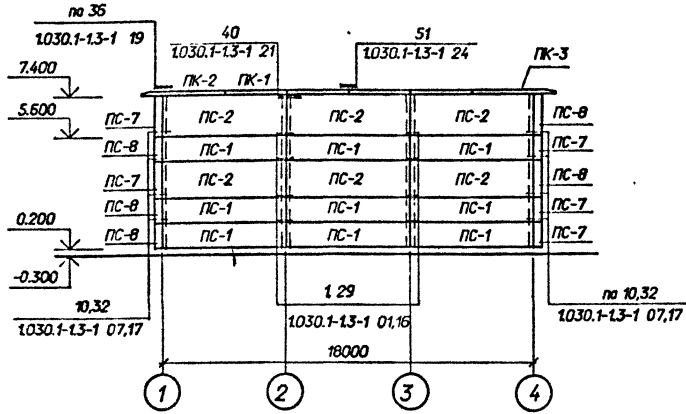 па 36
1.030.1-1.3-1 19
40
1.030.1-1.3-1 21
51
1.030.1-1.3-1 24
ПК-3
7.400
ПК-2 ПК-1
5.600
ПС-7 ПС-2 ПС-2 ПС-2 ПС-8
ПС-8 ПС-1 ПС-1 ПС-1 ПС-7
ПС-7 ПС-2 ПС-2 ПС-2 ПС-8
ПС-8 ПС-1 ПС-1 ПС-1 ПС-7
0.200
ПС-8 ПС-1 ПС-1 ПС-1 ПС-7
-0.300
10,32
1.030.1-1.3-1 07,17
1, 29
1.030.1-1.3-1 01,16
па 10,32
1.030.1-1.3-1 07,17
18000
1 2 3 4